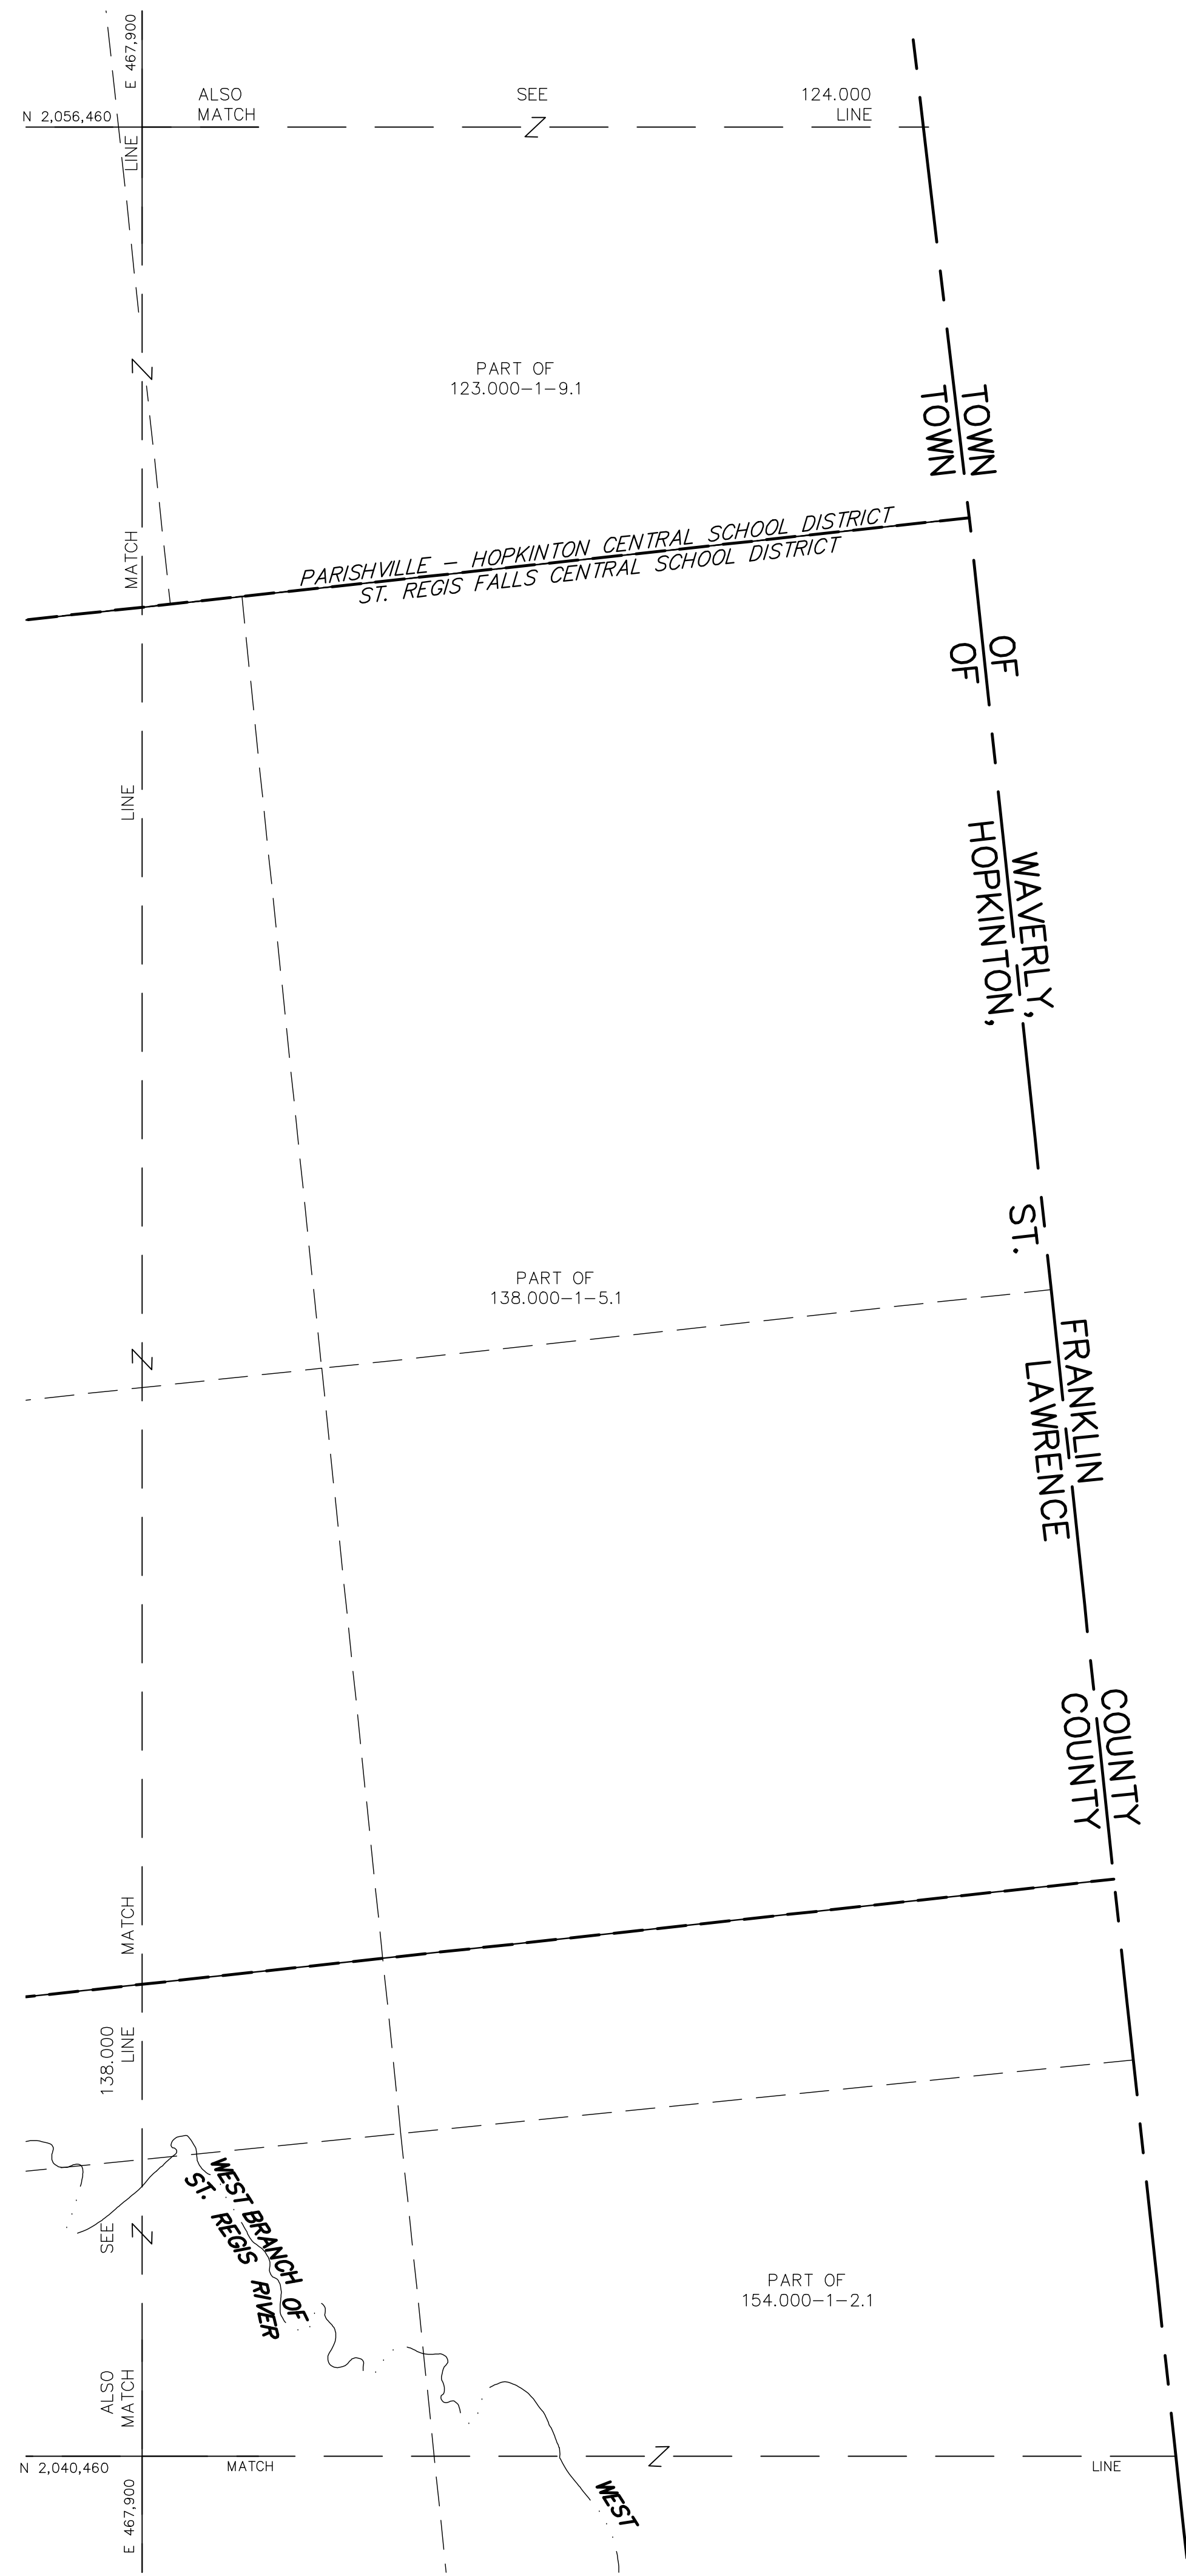 E 467,900
ALSO SEE 124.000
N 2,056,460 MATCH LINE
LINE
PART OF
123.000-1-9.1
TOWN OF WAVERLY, FRANKLIN COUNTY
TOWN OF HOPKINTON, ST. LAWRENCE COUNTY
MATCH
PARISHVILLE - HOPKINTON CENTRAL SCHOOL DISTRICT
ST. REGIS FALLS CENTRAL SCHOOL DISTRICT
LINE
PART OF
138.000-1-5.1
MATCH
ALSO SEE 138.000
MATCH LINE
WEST BRANCH OF
ST. REGIS RIVER
PART OF
154.000-1-2.1
N 2,040,460 MATCH LINE
E 467,900
WEST